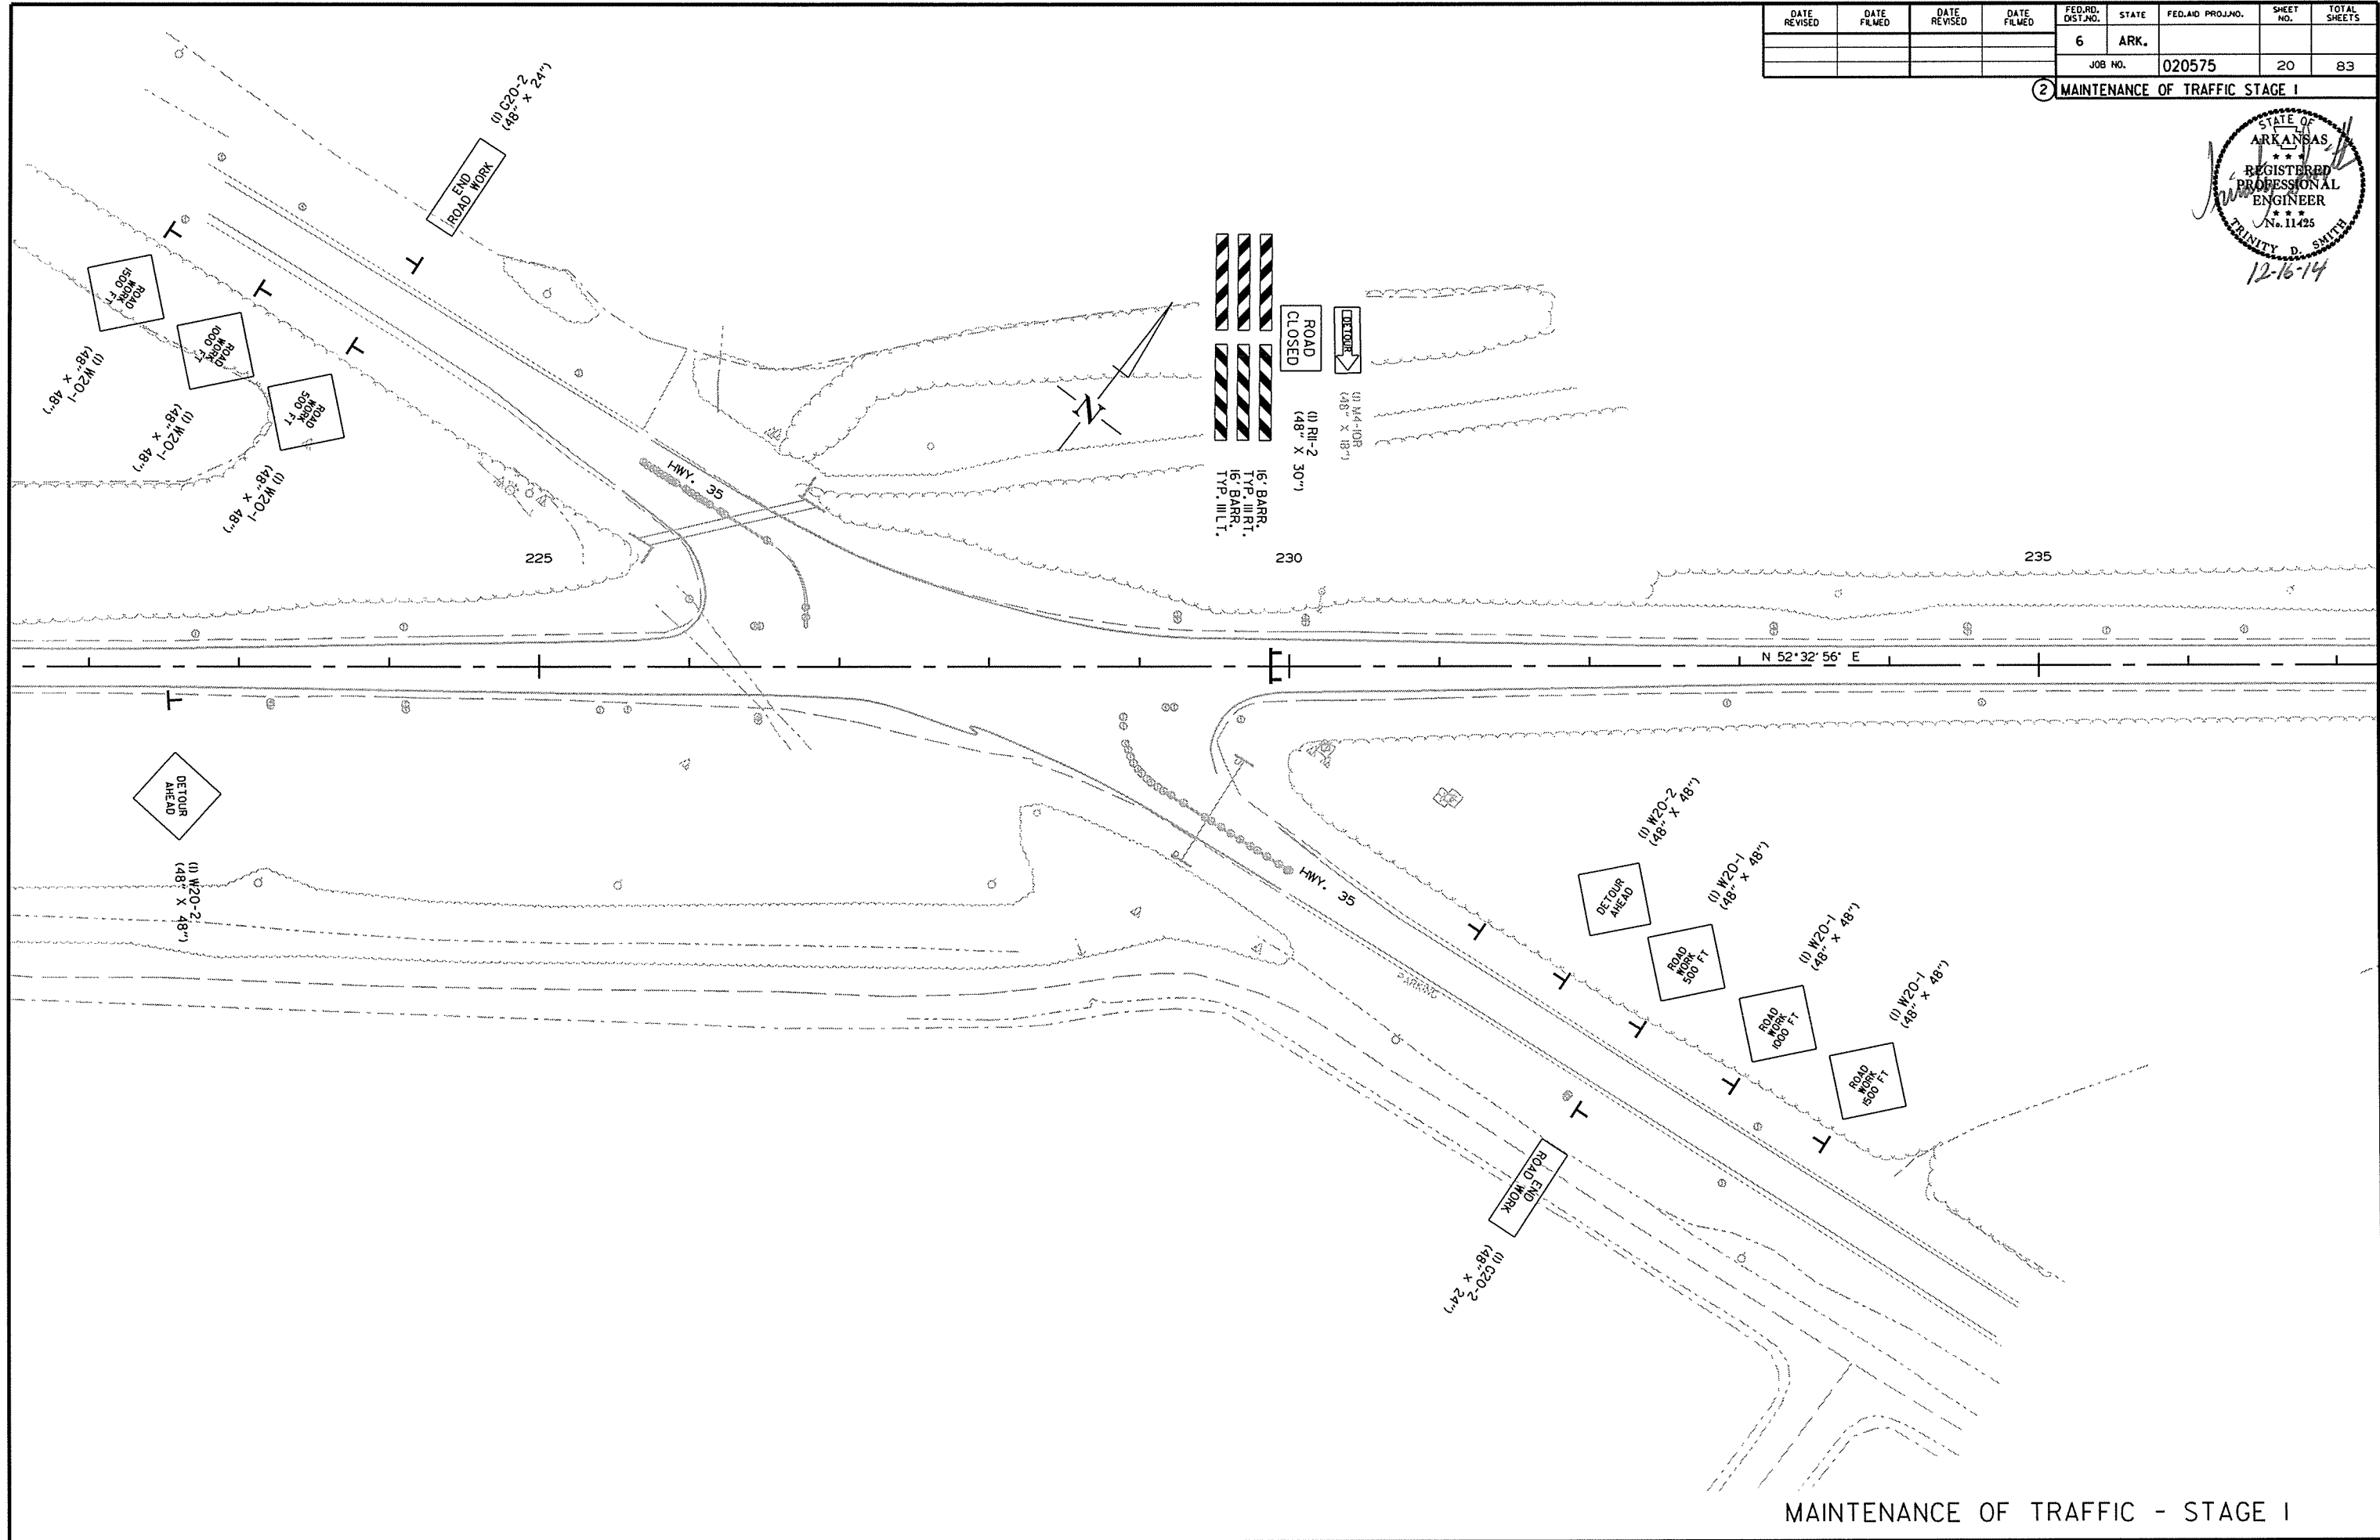 DATE REVISED
DATE FILMED
DATE REVISED
DATE FILMED
FED.RD. DIST.NO.
STATE
FED.AID PROJ.NO.
SHEET NO.
TOTAL SHEETS
6
ARK.
JOB NO.
020575
20
83
2
MAINTENANCE OF TRAFFIC STAGE 1
STATE OF
ARKANSAS
★ ★ ★
REGISTERED
PROFESSIONAL
ENGINEER
★ ★ ★
No. 11425
TRINITY D. SMITH
12-16-14
(1) G20-2
(48" X 24")
END
ROAD WORK
ROAD
WORK
1500 FT
(1) W20-1
(48" X 48")
ROAD
WORK
1000 FT
(1) W20-1
(48" X 48")
ROAD
WORK
500 FT
(1) W20-1
(48" X 48")
HWY. 35
N
ROAD
CLOSED
DETOUR
(1) R11-2
(48" X 30")
(1) M4-10R
(48" X 18")
16' BARR.
TYP. III RT.
16' BARR.
TYP. III LT.
225
230
235
N 52°32'56" E
DETOUR
AHEAD
(1) W20-2
(48" X 48")
HWY. 35
PARKING
(1) W20-2
(48" X 48")
DETOUR
AHEAD
(1) W20-1
(48" X 48")
ROAD
WORK
500 FT
(1) W20-1
(48" X 48")
ROAD
WORK
1000 FT
(1) W20-1
(48" X 48")
ROAD
WORK
1500 FT
END
ROAD WORK
(1) G20-2
(48" X 24")
MAINTENANCE OF TRAFFIC - STAGE 1